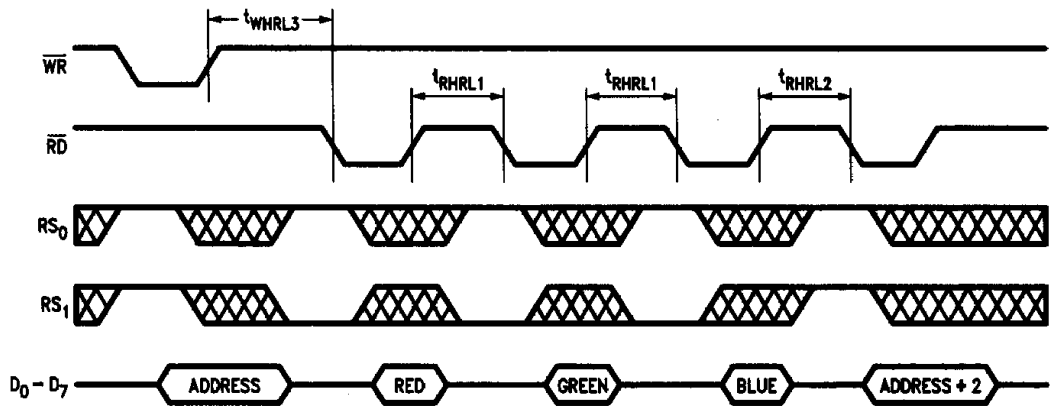 tWHRL3
WR
tRHRL1 tRHRL1 tRHRL2
RD
RS0
RS1
D0 – D7 ADDRESS RED GREEN BLUE ADDRESS + 2